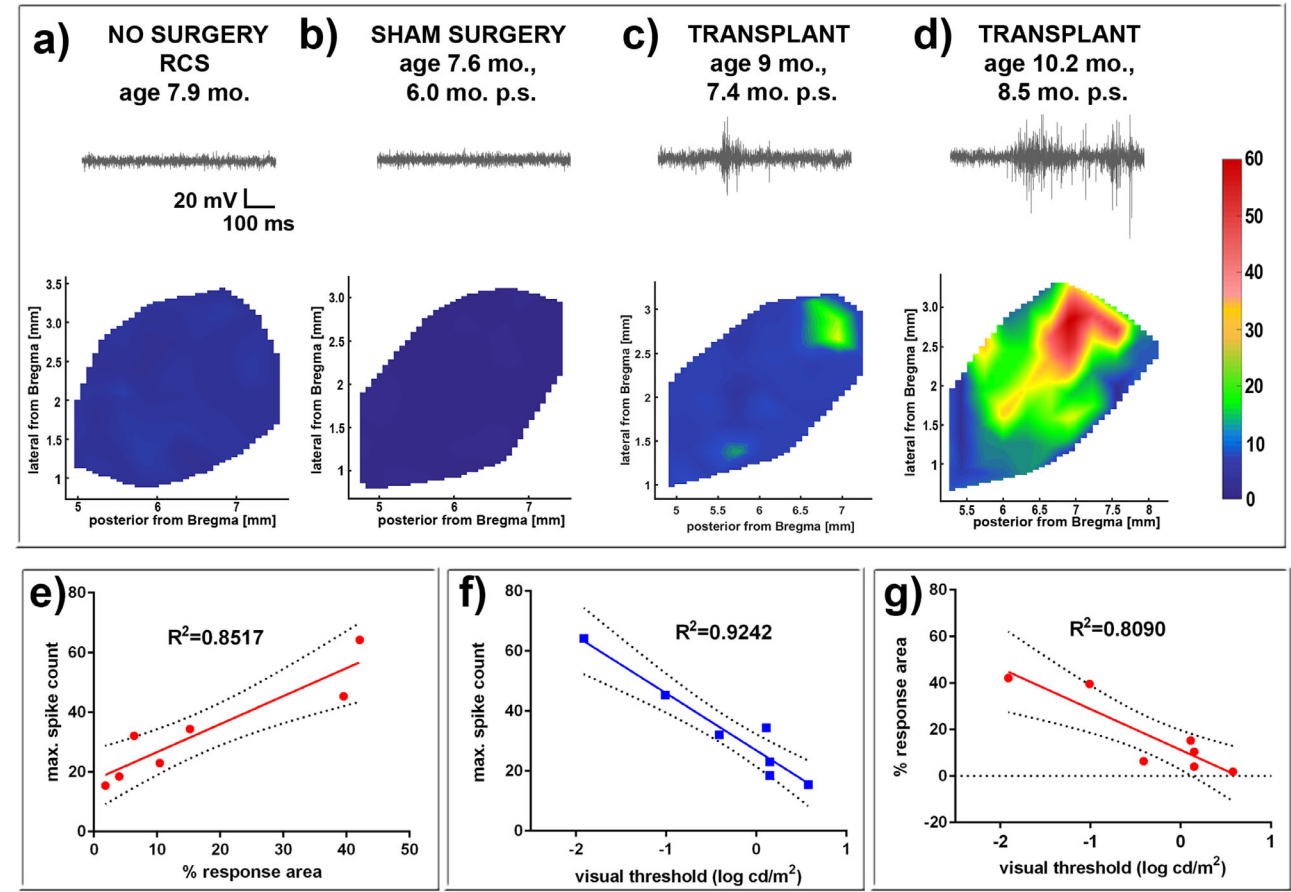 a) NO SURGERY
RCS
age 7.9 mo.
b) SHAM SURGERY
age 7.6 mo.,
6.0 mo. p.s.
c) TRANSPLANT
age 9 mo.,
7.4 mo. p.s.
d) TRANSPLANT
age 10.2 mo.,
8.5 mo. p.s.
20 mV
100 ms
60
50
40
30
20
10
0
lateral from Bregma [mm]
3.5
3
2.5
2
1.5
1
5 6 7
posterior from Bregma [mm]
lateral from Bregma [mm]
3.0
2
1
5 6 7
posterior from Bregma [mm]
lateral from Bregma [mm]
3.0
2.5
2
1.5
1
5 5.5 6 6.5 7
posterior from Bregma [mm]
lateral from Bregma [mm]
3.0
2.5
2
1.5
1
5.5 6 6.5 7 7.5 8
posterior from Bregma [mm]
e)
R²=0.8517
max. spike count
80
60
40
20
0
0 10 20 30 40 50
% response area
f)
R²=0.9242
max. spike count
80
60
40
20
0
-2 -1 0 1
visual threshold (log cd/m²)
g)
R²=0.8090
% response area
80
60
40
20
0
-20
-2 -1 0 1
visual threshold (log cd/m²)